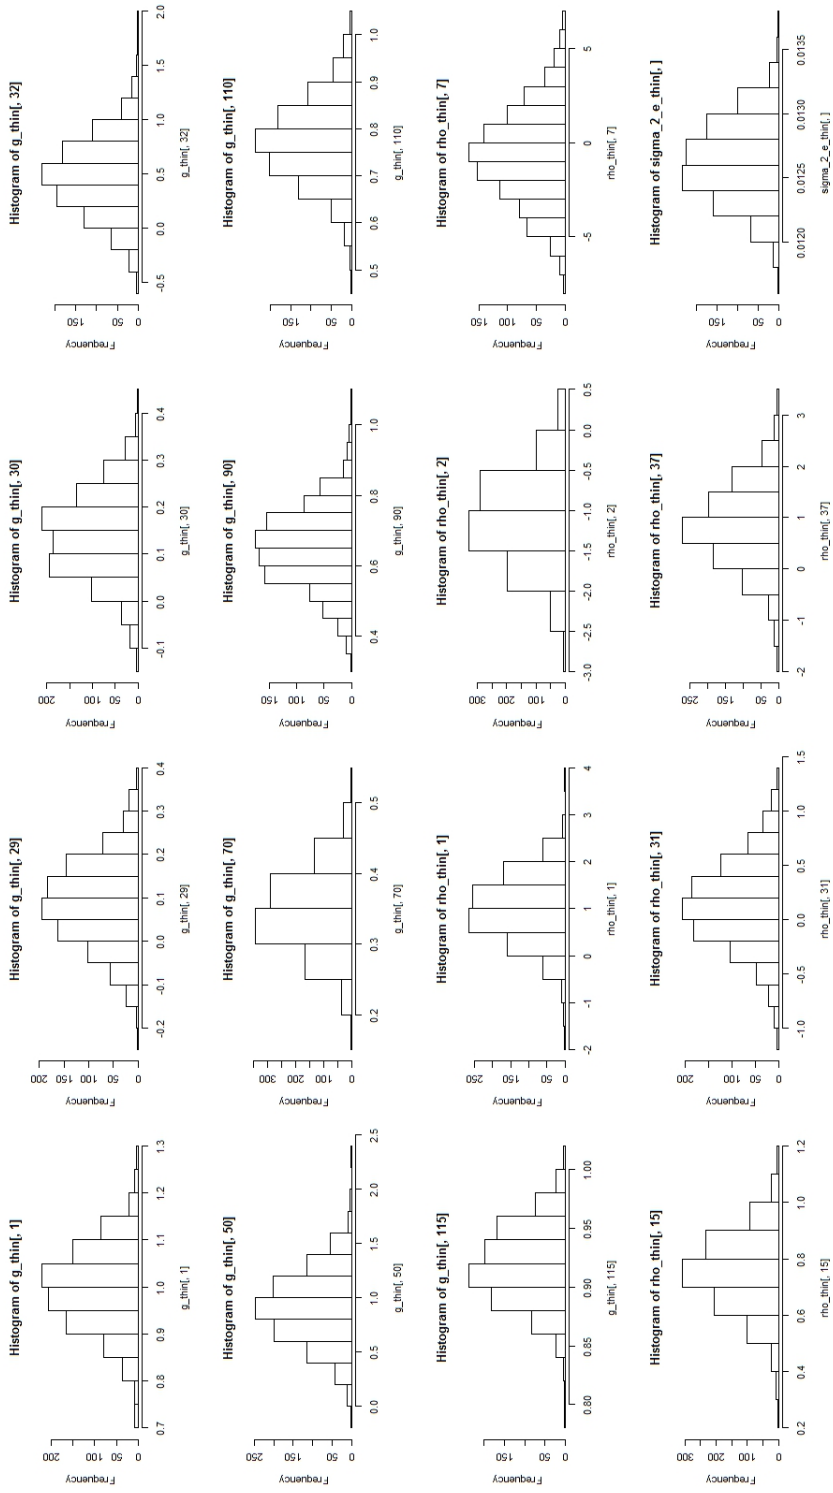 Histogram of g_thin[, 1]
Frequency
0 50 100 200
0.7 0.8 0.9 1.0 1.1 1.2 1.3
g_thin[, 1]
Histogram of g_thin[, 29]
Frequency
0 50 100 150 200
-0.2 -0.1 0.0 0.1 0.2 0.3 0.4
g_thin[, 29]
Histogram of g_thin[, 30]
Frequency
0 50 100 200
-0.1 0.0 0.1 0.2 0.3 0.4
g_thin[, 30]
Histogram of g_thin[, 32]
Frequency
0 50 150
-0.5 0.0 0.5 1.0 1.5 2.0
g_thin[, 32]
Histogram of g_thin[, 50]
Frequency
0 50 150 250
0.0 0.5 1.0 1.5 2.0 2.5
g_thin[, 50]
Histogram of g_thin[, 70]
Frequency
0 100 200 300
0.2 0.3 0.4 0.5
g_thin[, 70]
Histogram of g_thin[, 90]
Frequency
0 50 100 150
0.4 0.6 0.8 1.0
g_thin[, 90]
Histogram of g_thin[, 110]
Frequency
0 50 150
0.5 0.6 0.7 0.8 0.9 1.0
g_thin[, 110]
Histogram of g_thin[, 115]
Frequency
0 50 150
0.80 0.85 0.90 0.95 1.00
g_thin[, 115]
Histogram of rho_thin[, 1]
Frequency
0 50 150 250
-2 -1 0 1 2 3 4
rho_thin[, 1]
Histogram of rho_thin[, 2]
Frequency
0 100 200 300
-3.0 -2.5 -2.0 -1.5 -1.0 -0.5 0.0 0.5
rho_thin[, 2]
Histogram of rho_thin[, 7]
Frequency
0 50 100 150
-5 0 5
rho_thin[, 7]
Histogram of rho_thin[, 15]
Frequency
0 100 200 300
0.2 0.4 0.6 0.8 1.0 1.2
rho_thin[, 15]
Histogram of rho_thin[, 31]
Frequency
0 50 100 200
-1.0 -0.5 0.0 0.5 1.0 1.5
rho_thin[, 31]
Histogram of rho_thin[, 37]
Frequency
0 50 150 250
-2 -1 0 1 2 3
rho_thin[, 37]
Histogram of sigma_2_e_thin[, ]
Frequency
0 50 150
0.0120 0.0125 0.0130 0.0135
sigma_2_e_thin[, ]